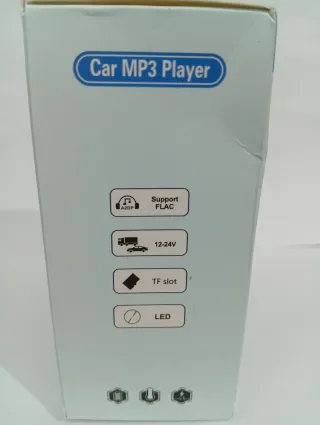 Car MP3 Player
Support
FLAC
12-24V
TF slot
LED